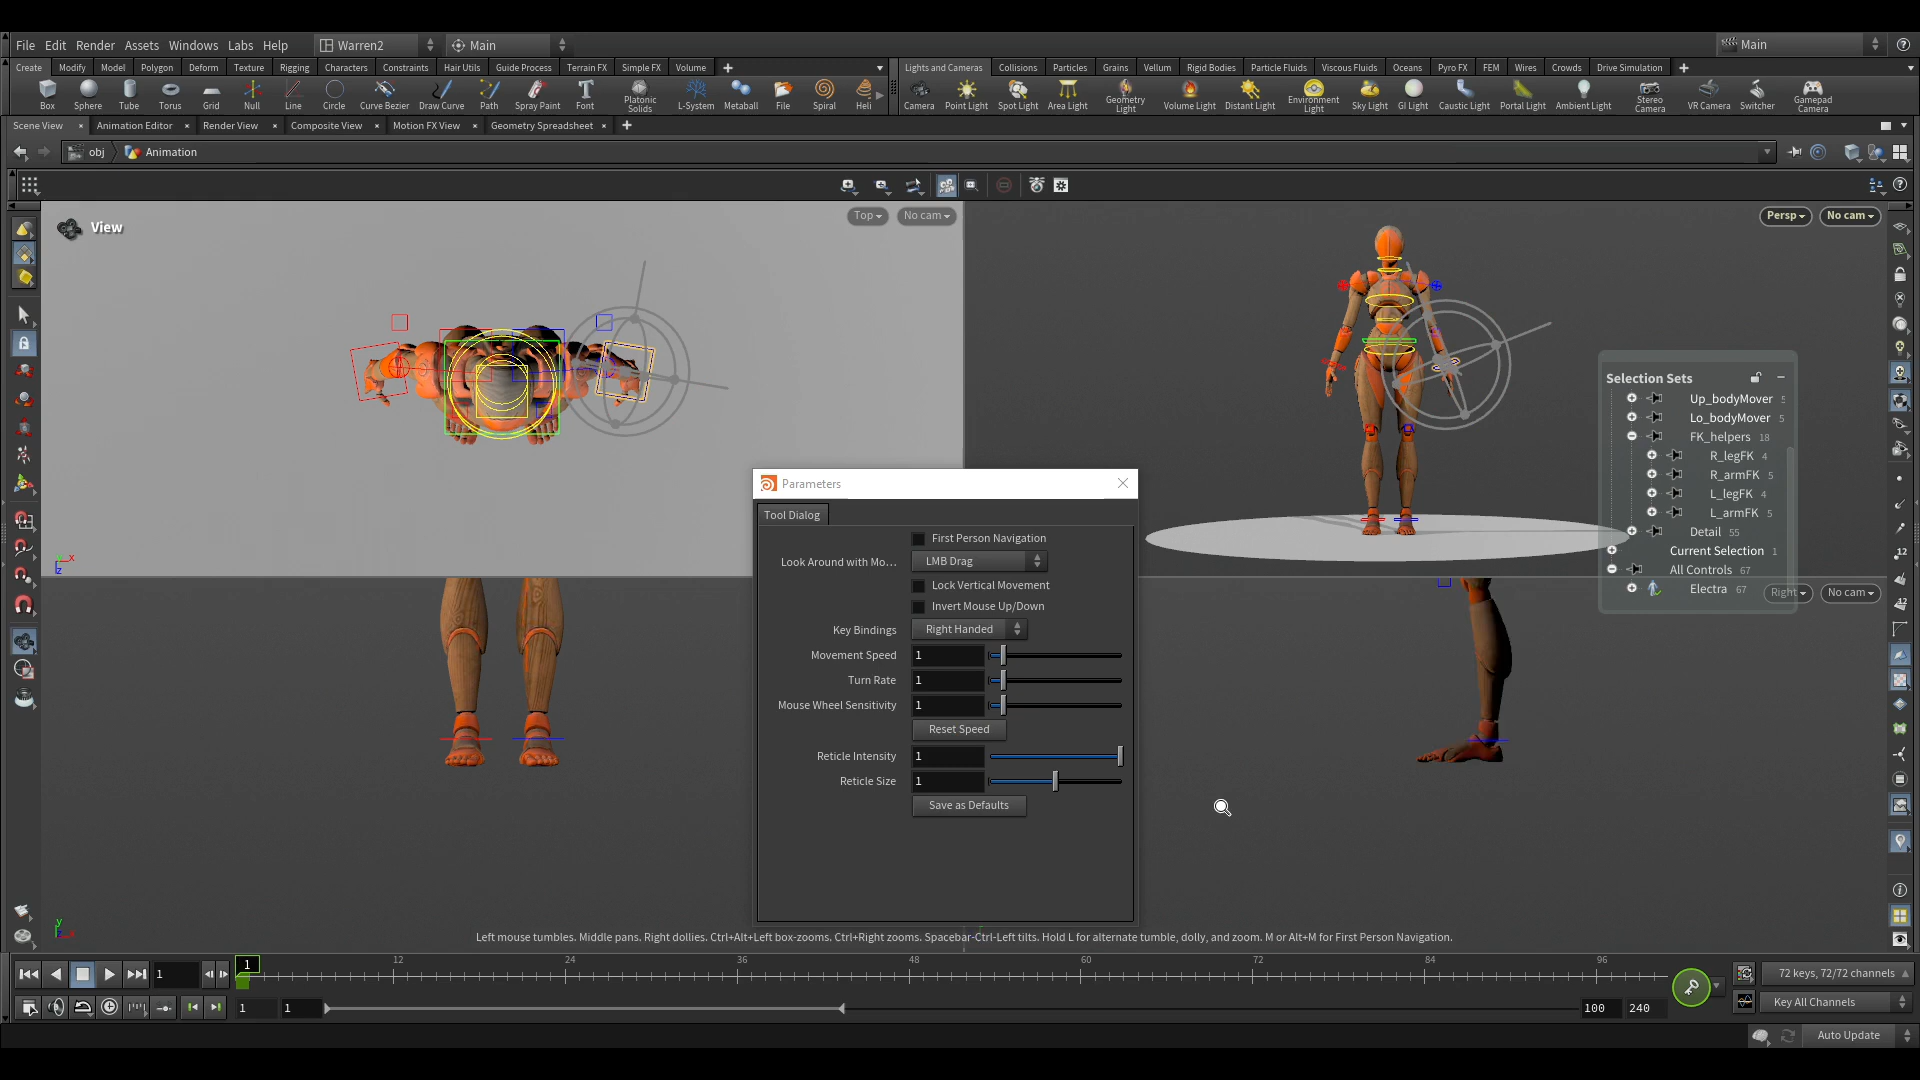 File Edit Render Assets Windows Labs Help Warren2 Main Main
Create Modify Model Polygon Deform Texture Rigging Characters Constraints Hair Utils Guide Process Terrain FX Simple FX Volume Lights and Cameras Collisions Particles Grains Vellum Rigid Bodies Particle Fluids Viscous Fluids Oceans Pyro FX FEM Wires Crowds Drive Simulation
Box Sphere Tube Torus Grid Null Line Circle Curve Bezier Draw Curve Path Spray Paint Font Platonic Solids L-System Metaball File Spiral Heli Camera Point Light Spot Light Area Light Geometry Light Volume Light Distant Light Environment Light Sky Light GI Light Caustic Light Portal Light Ambient Light Stereo Camera VR Camera Switcher Gamepad Camera
Scene View Animation Editor Render View Composite View Motion FX View Geometry Spreadsheet
obj Animation
View Top No cam Persp No cam
Selection Sets
Up_bodyMover 5
Lo_bodyMover 5
FK_helpers 18
R_legFK 4
R_armFK 5
L_legFK 4
L_armFK 5
Detail 55
Current Selection 1
All Controls 67
Electra 67
Right No cam
Parameters
Tool Dialog
First Person Navigation
Look Around with Mo... LMB Drag
Lock Vertical Movement
Invert Mouse Up/Down
Key Bindings Right Handed
Movement Speed 1
Turn Rate 1
Mouse Wheel Sensitivity 1
Reset Speed
Reticle Intensity 1
Reticle Size 1
Save as Defaults
x
z
y
Left mouse tumbles. Middle pans. Right dollies. Ctrl+Alt+Left box-zooms. Ctrl+Right zooms. Spacebar-Ctrl-Left tilts. Hold L for alternate tumble, dolly, and zoom. M or Alt+M for First Person Navigation.
1 1 12 24 36 48 60 72 84 96 72 keys, 72/72 channels
1 1 100 240 Key All Channels
Auto Update